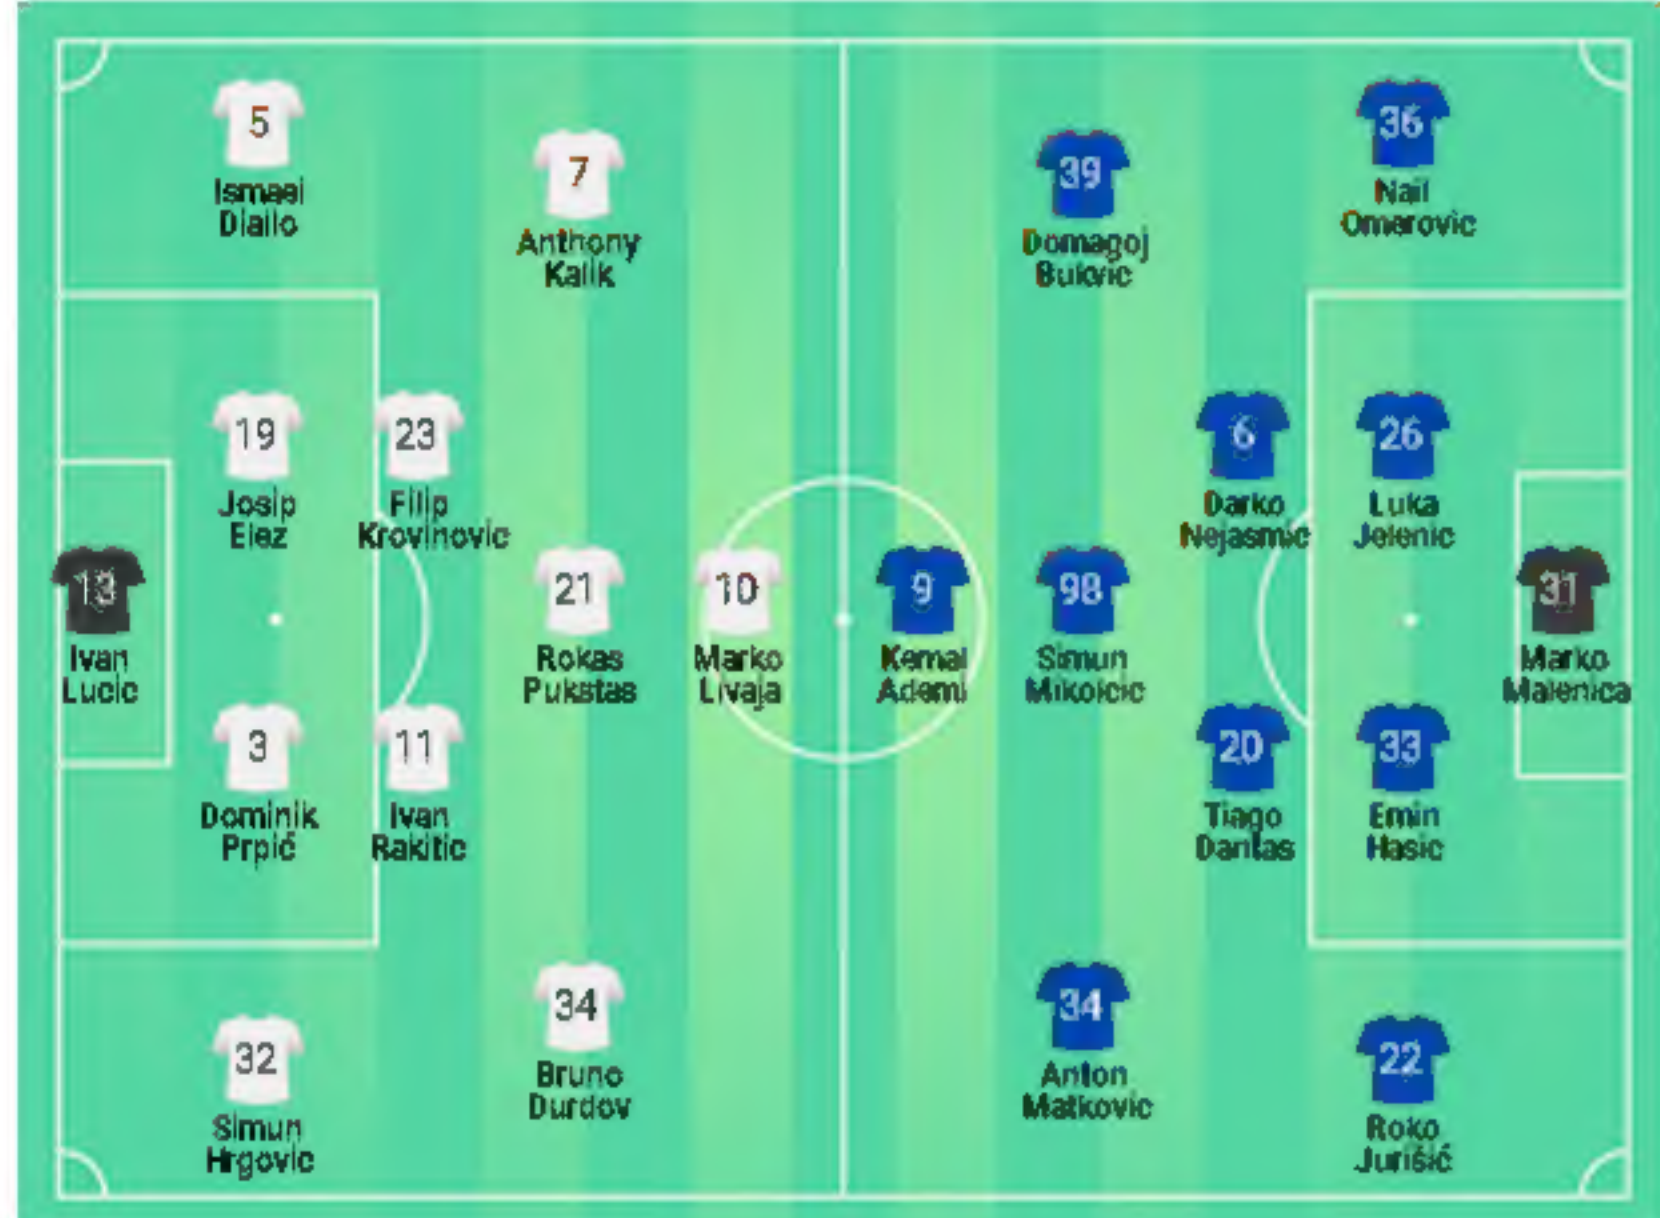 5
Ismael
Diallo
7
Anthony
Kalik
19
Josip
Elez
23
Filip
Krovinovic
13
Ivan
Lucic
21
Rokas
Pukstas
10
Marko
Livaja
3
Dominik
Prpić
11
Ivan
Rakitic
32
Simun
Hrgovic
34
Bruno
Durdov
39
Domagoj
Bukvic
36
Nail
Omerovic
6
Darko
Nejasmic
26
Luka
Jelenic
9
Kemal
Ademi
98
Simun
Mikolcic
31
Marko
Malenica
20
Tiago
Dantas
33
Emin
Hasic
34
Anton
Matkovic
22
Roko
Jurišić